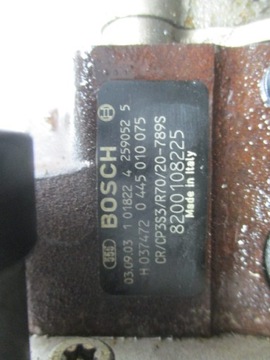 BOSCH
03.09.03 1 01822 4 259052 5
H 037472 0 445 010 075
CR/CP3S3/R70/20-789S
8200108225
Made in Italy